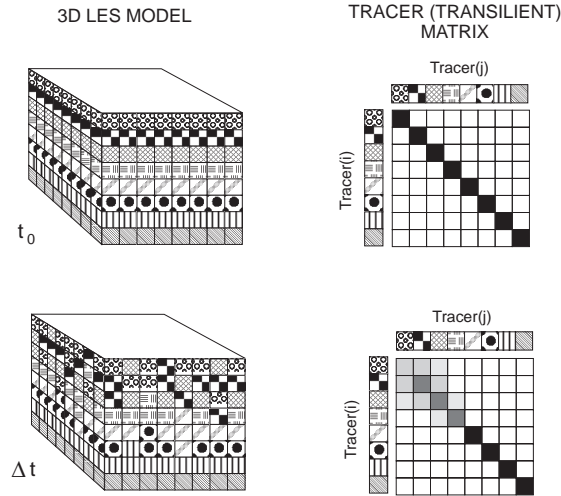 3D LES MODEL
TRACER (TRANSILIENT)
MATRIX
Tracer(j)
Tracer(i)
t0
Tracer(j)
Tracer(i)
Δt